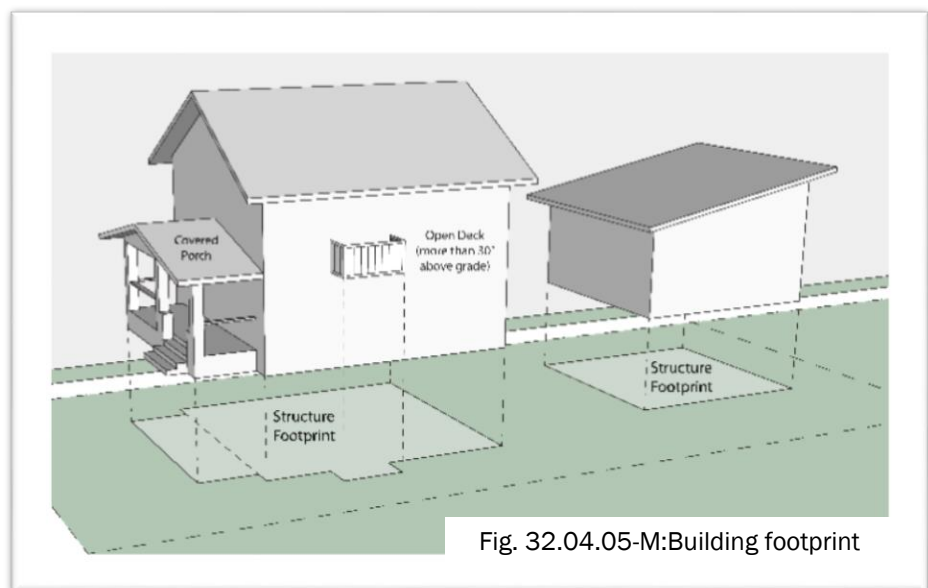 Covered
Porch
Open Deck
(more than 30"
above grade)
Structure
Footprint
Structure
Footprint
Fig. 32.04.05-M:Building footprint